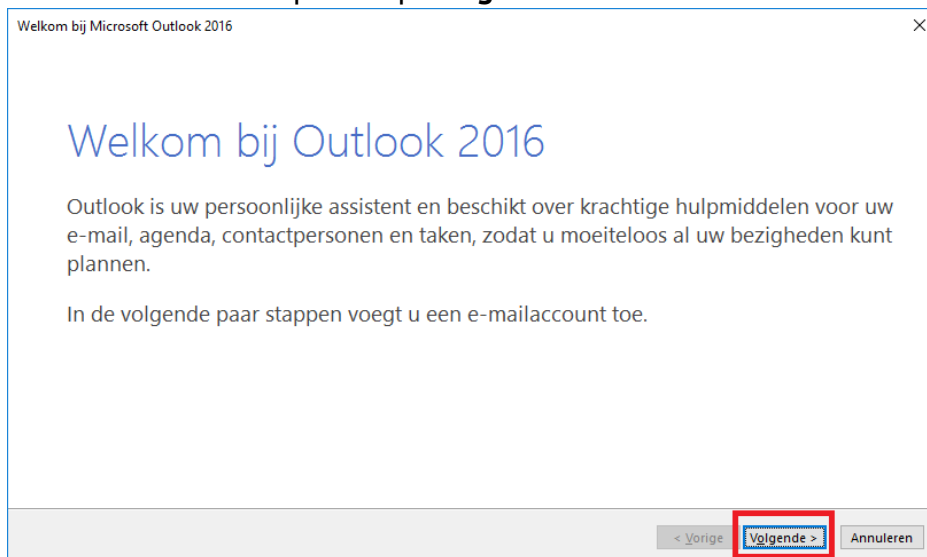 Welkom bij Microsoft Outlook 2016
Welkom bij Outlook 2016
Outlook is uw persoonlijke assistent en beschikt over krachtige hulpmiddelen voor uw
e-mail, agenda, contactpersonen en taken, zodat u moeiteloos al uw bezigheden kunt
plannen.
In de volgende paar stappen voegt u een e-mailaccount toe.
< Vorige Volgende > Annuleren